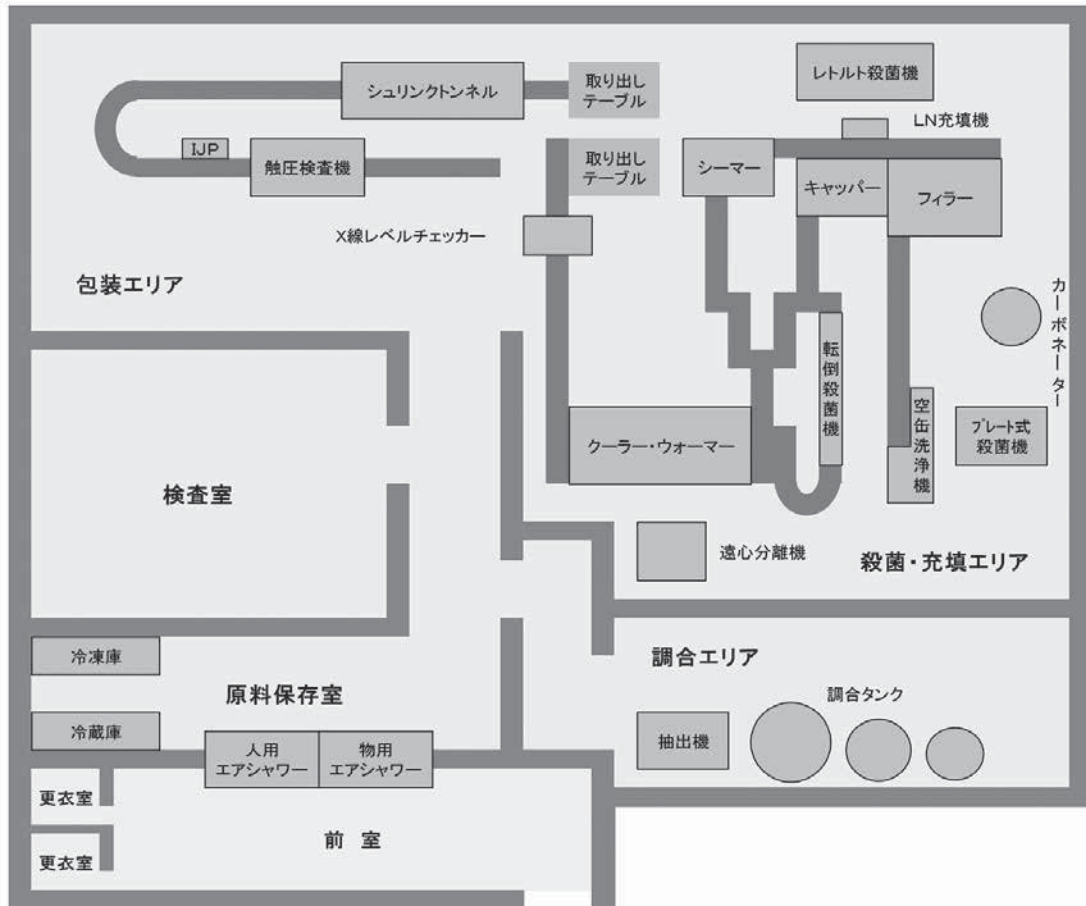 レトルト殺菌機
シュリンクトンネル
取り出し
テーブル
LN充填機
IJP
触圧検査機
取り出し
テーブル
シーマー
キャッパー
フィラー
X線レベルチェッカー
包装エリア
カーボネーター
転倒殺菌機
空缶洗浄機
プレート式
殺菌機
クーラー・ウォーマー
検査室
遠心分離機
殺菌・充填エリア
冷凍庫
調合エリア
原料保存室
調合タンク
冷蔵庫
抽出機
人用
エアシャワー
物用
エアシャワー
更衣室
前 室
更衣室